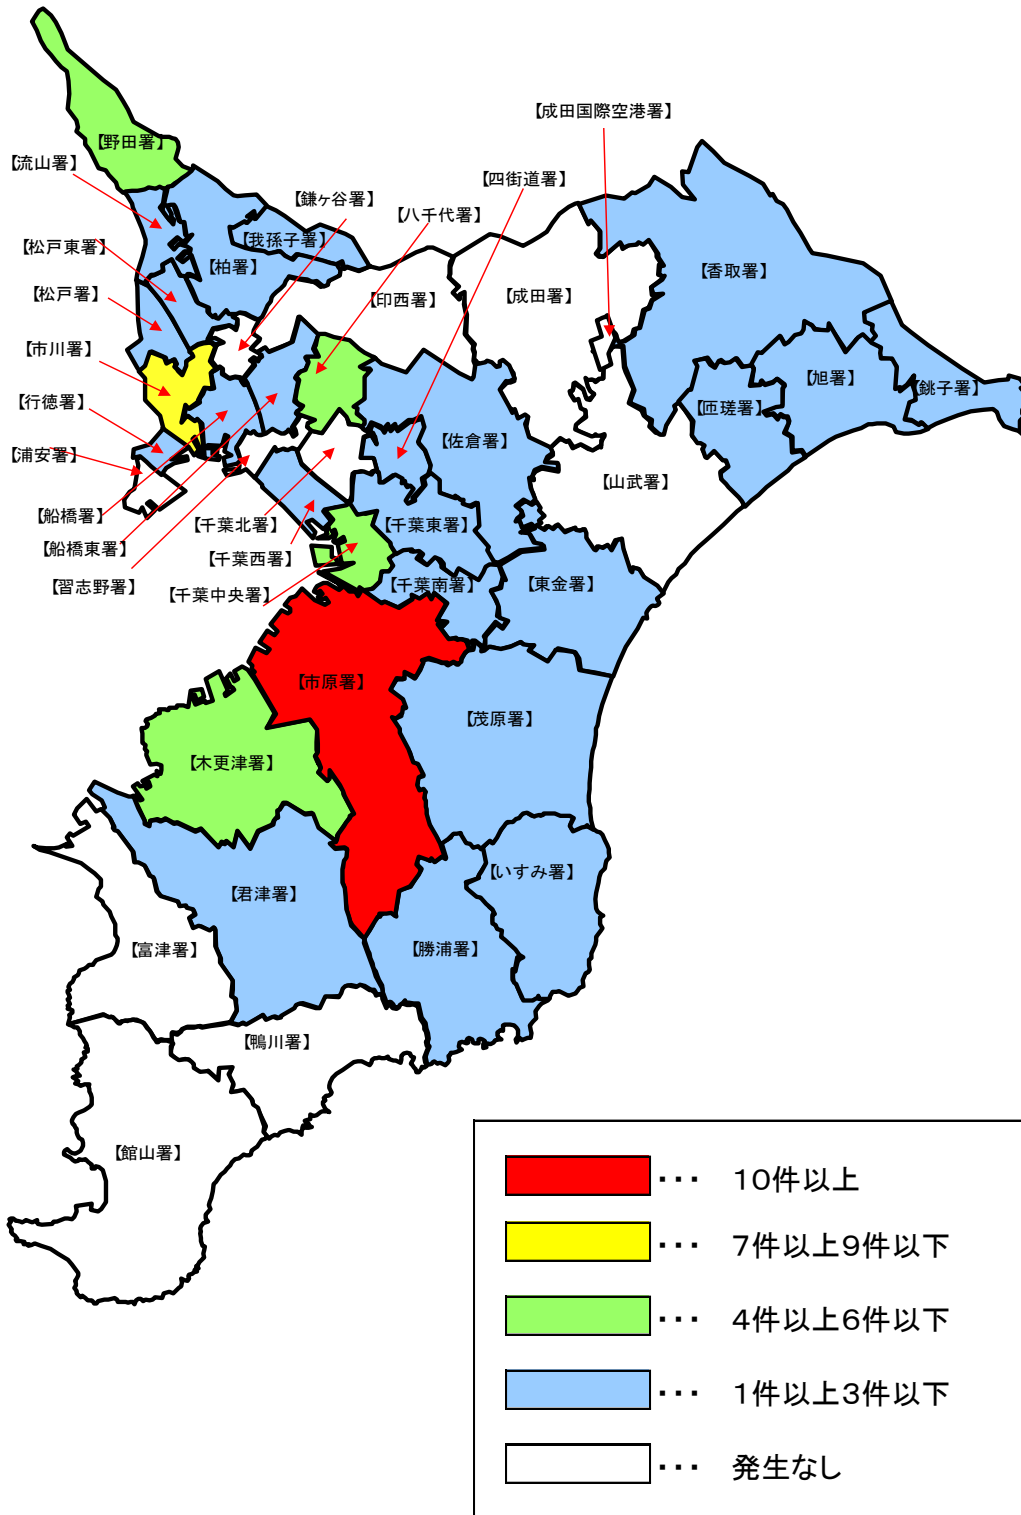 【成田国際空港署】
【野田署】
【流山署】
【四街道署】
【鎌ヶ谷署】
【八千代署】
【松戸東署】
【我孫子署】
【柏署】
【香取署】
【松戸署】
【印西署】
【成田署】
【市川署】
【旭署】
【銚子署】
【行徳署】
【匝瑳署】
【佐倉署】
【浦安署】
【山武署】
【船橋署】
【千葉北署】
【千葉東署】
【船橋東署】
【千葉西署】
【習志野署】
【千葉中央署】
【千葉南署】
【東金署】
【市原署】
【茂原署】
【木更津署】
【いすみ署】
【君津署】
【富津署】
【勝浦署】
【鴨川署】
【館山署】
･･･ 10件以上
･･･ 7件以上9件以下
･･･ 4件以上6件以下
･･･ 1件以上3件以下
･･･ 発生なし